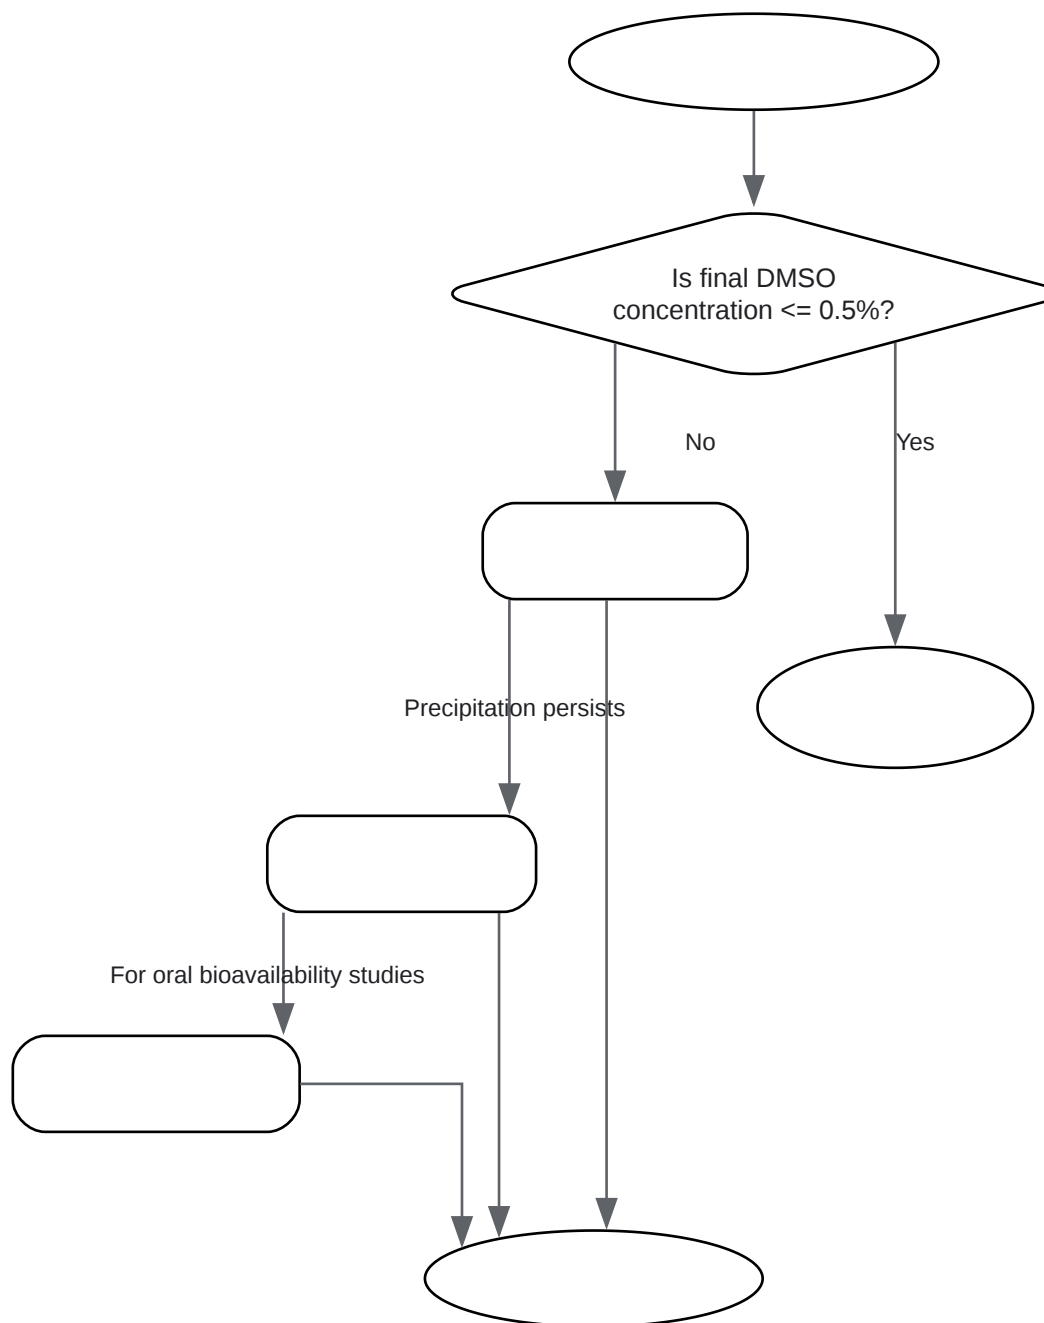 Is final DMSO
concentration <= 0.5%?
No
Yes
Precipitation persists
For oral bioavailability studies